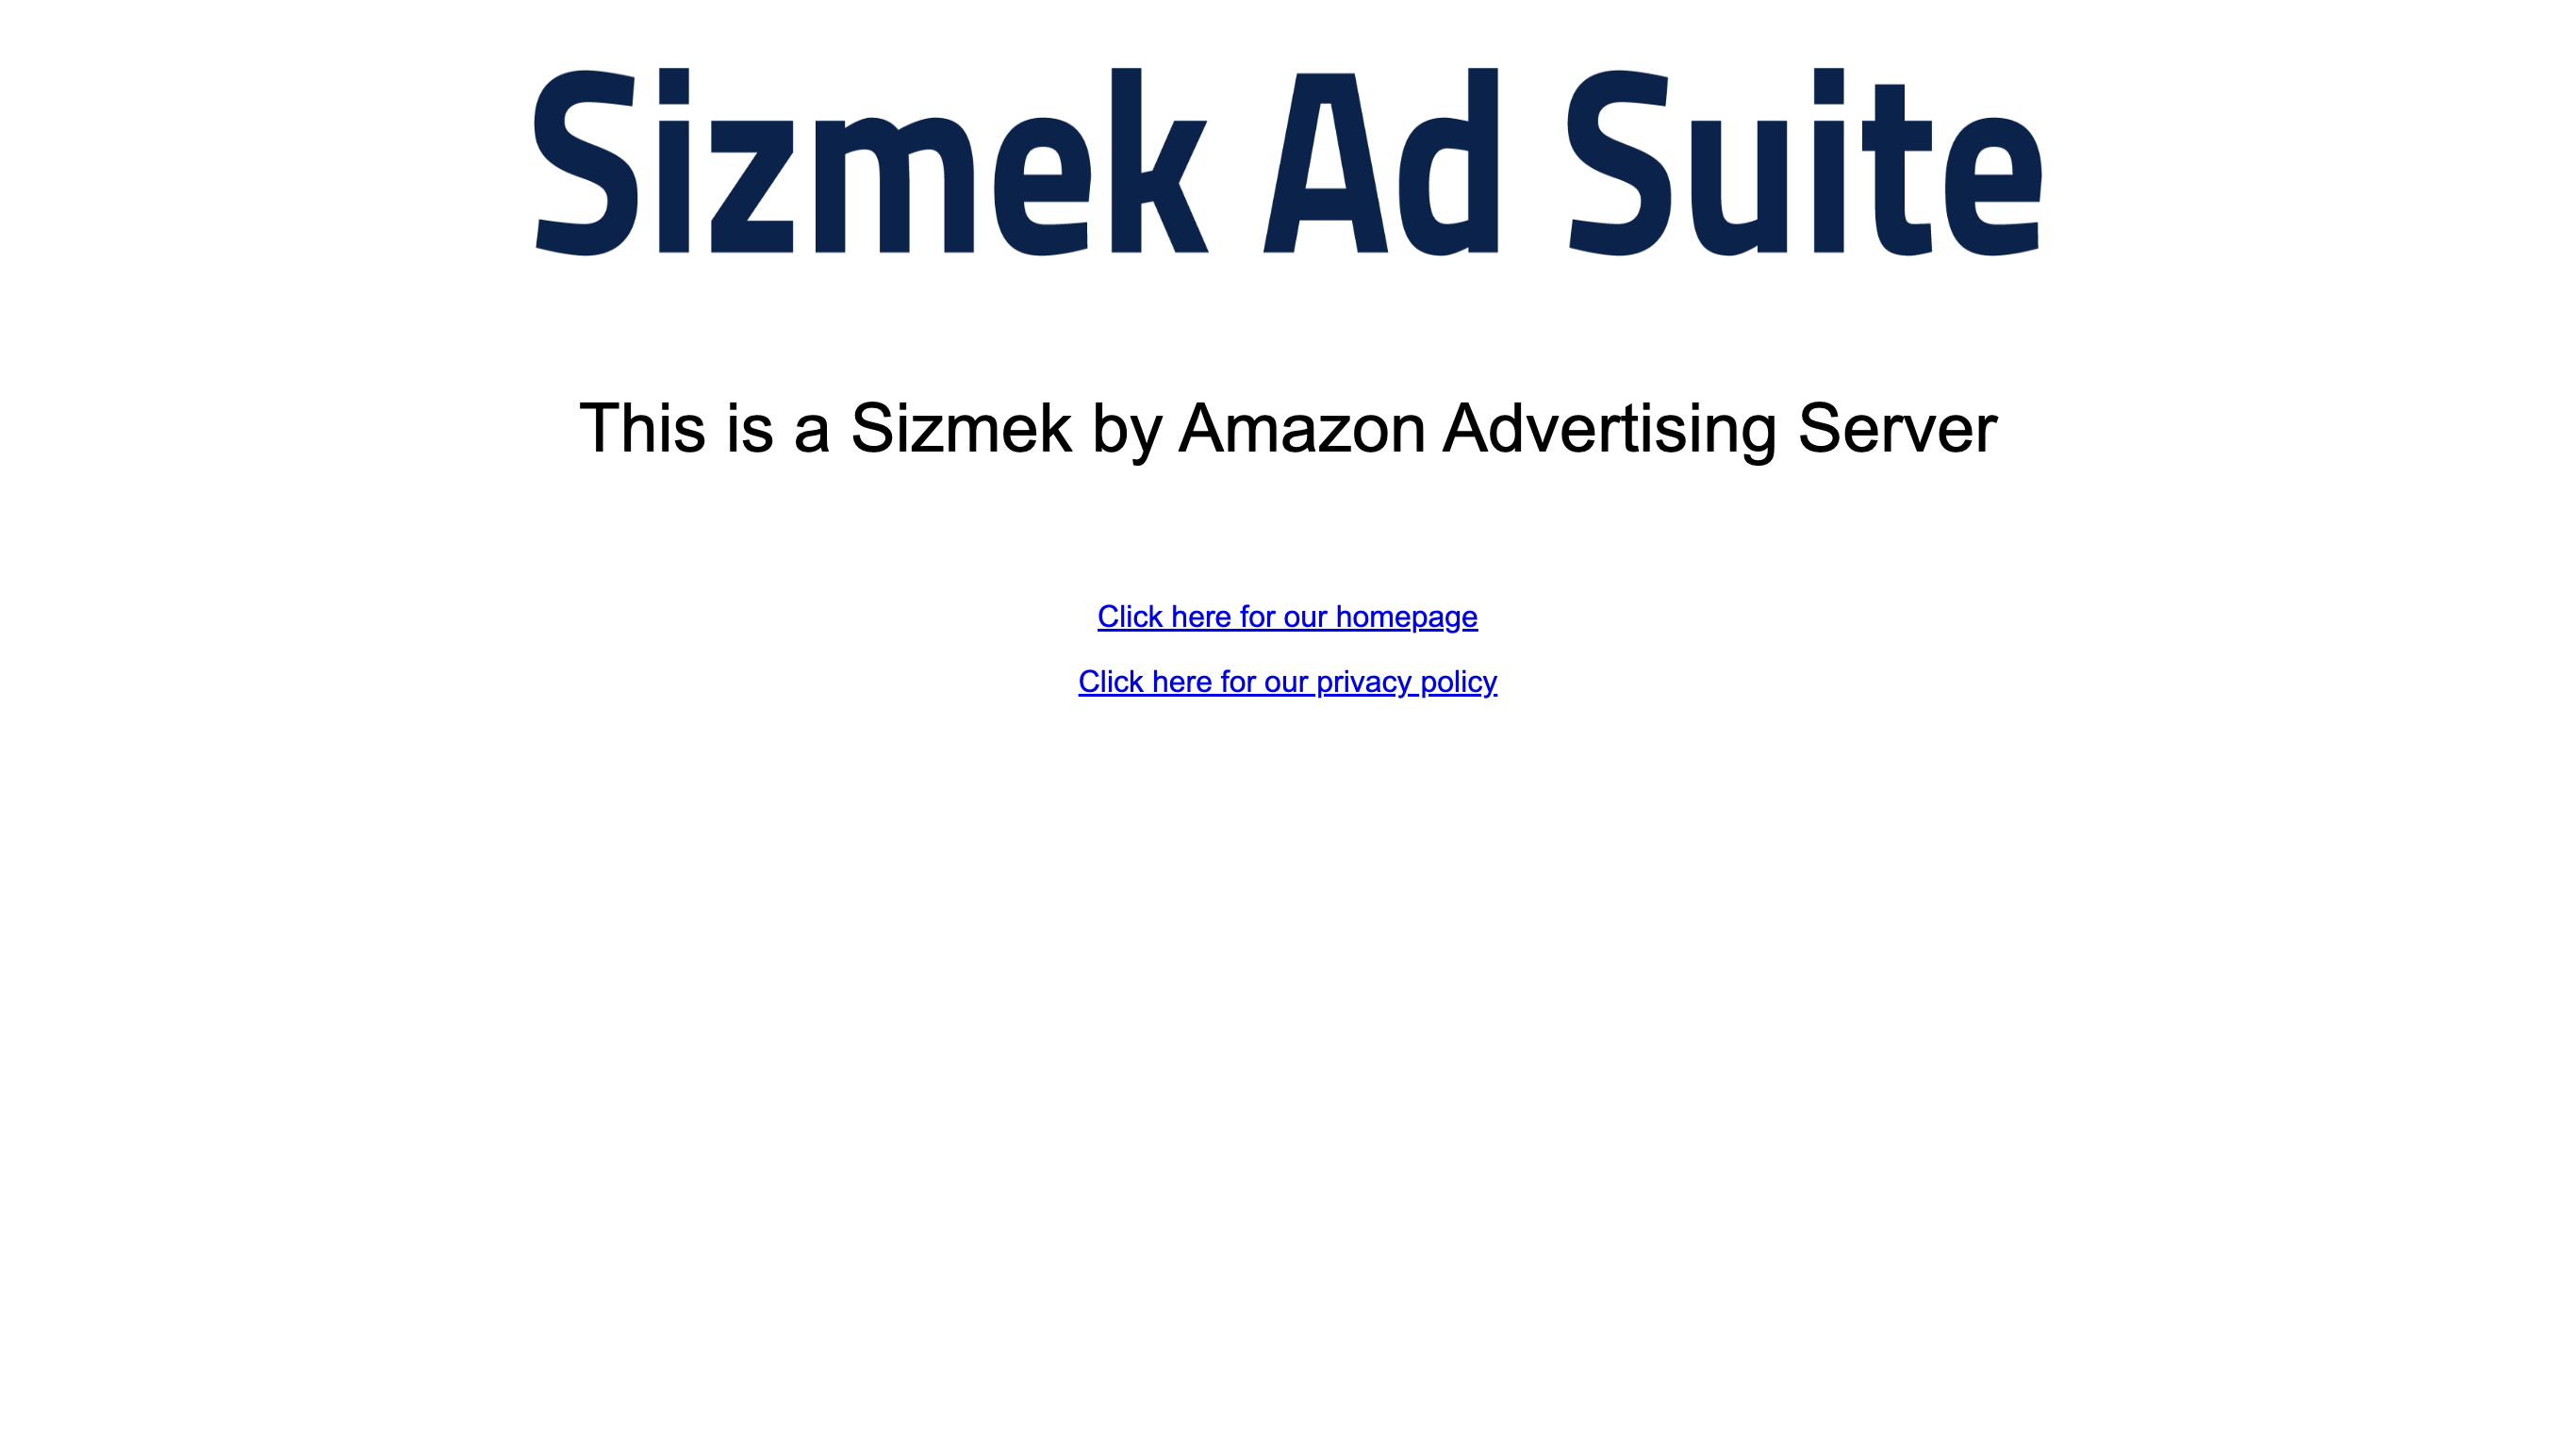 Sizmek Ad Suite
This is a Sizmek by Amazon Advertising Server
Click here for our homepage
Click here for our privacy policy